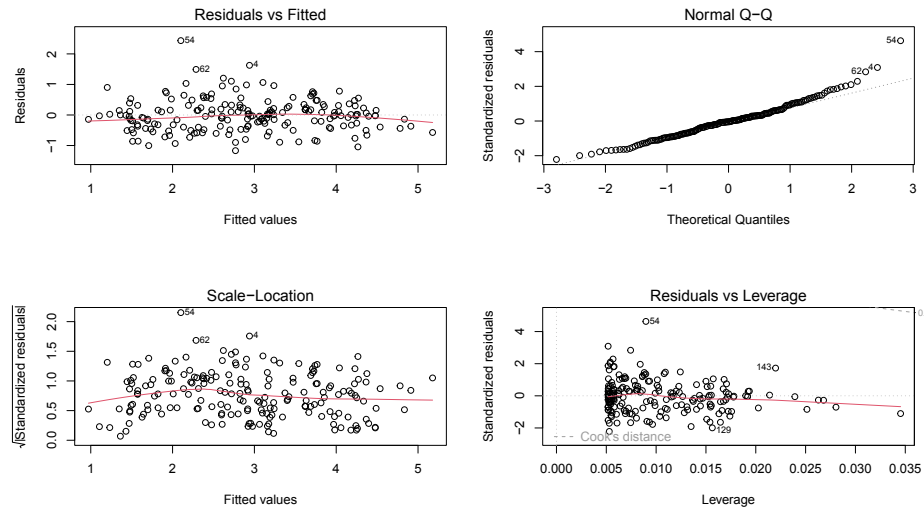 Residuals vs Fitted
Residuals
2
1
0
−1
54
62
4
1 2 3 4 5
Fitted values
Normal Q−Q
Standardized residuals
4
2
0
−2
54
4
62
−3 −2 −1 0 1 2 3
Theoretical Quantiles
Scale−Location
√|Standardized residuals|
2.0
1.5
1.0
0.5
0.0
54
4
62
1 2 3 4 5
Fitted values
Residuals vs Leverage
Standardized residuals
4
2
0
−2
54
143
129
Cook's distance
0.000 0.005 0.010 0.015 0.020 0.025 0.030 0.035
Leverage